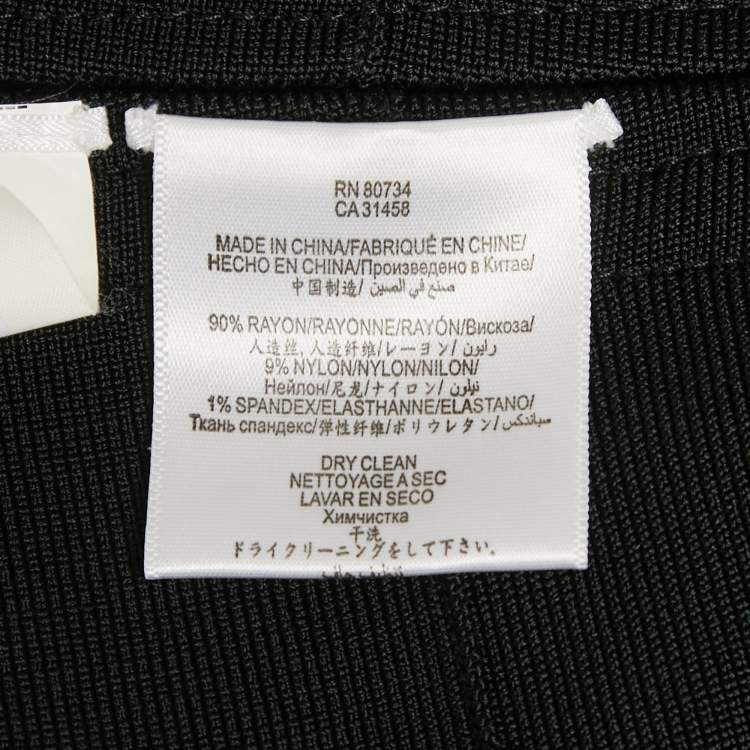 RN 80734
CA 31458
MADE IN CHINA/FABRIQUÉ EN CHINE/
HECHO EN CHINA/Произведено в Китае/
中国制造/ صنع في الصين/
90% RAYON/RAYONNE/RAYÓN/Вискоза/
人造丝, 人造纤维/レーヨン/ رايون/
9% NYLON/NYLON/NILON/
Нейлон/尼龙/ナイロン/ نيلون/
1% SPANDEX/ELASTHANNE/ELASTANO/
Ткань спандекс/弹性纤维/ポリウレタン/ سباندكس
DRY CLEAN
NETTOYAGE A SEC
LAVAR EN SECO
Химчистка
干洗
ドライクリーニングをして下さい。
تنظيف جاف